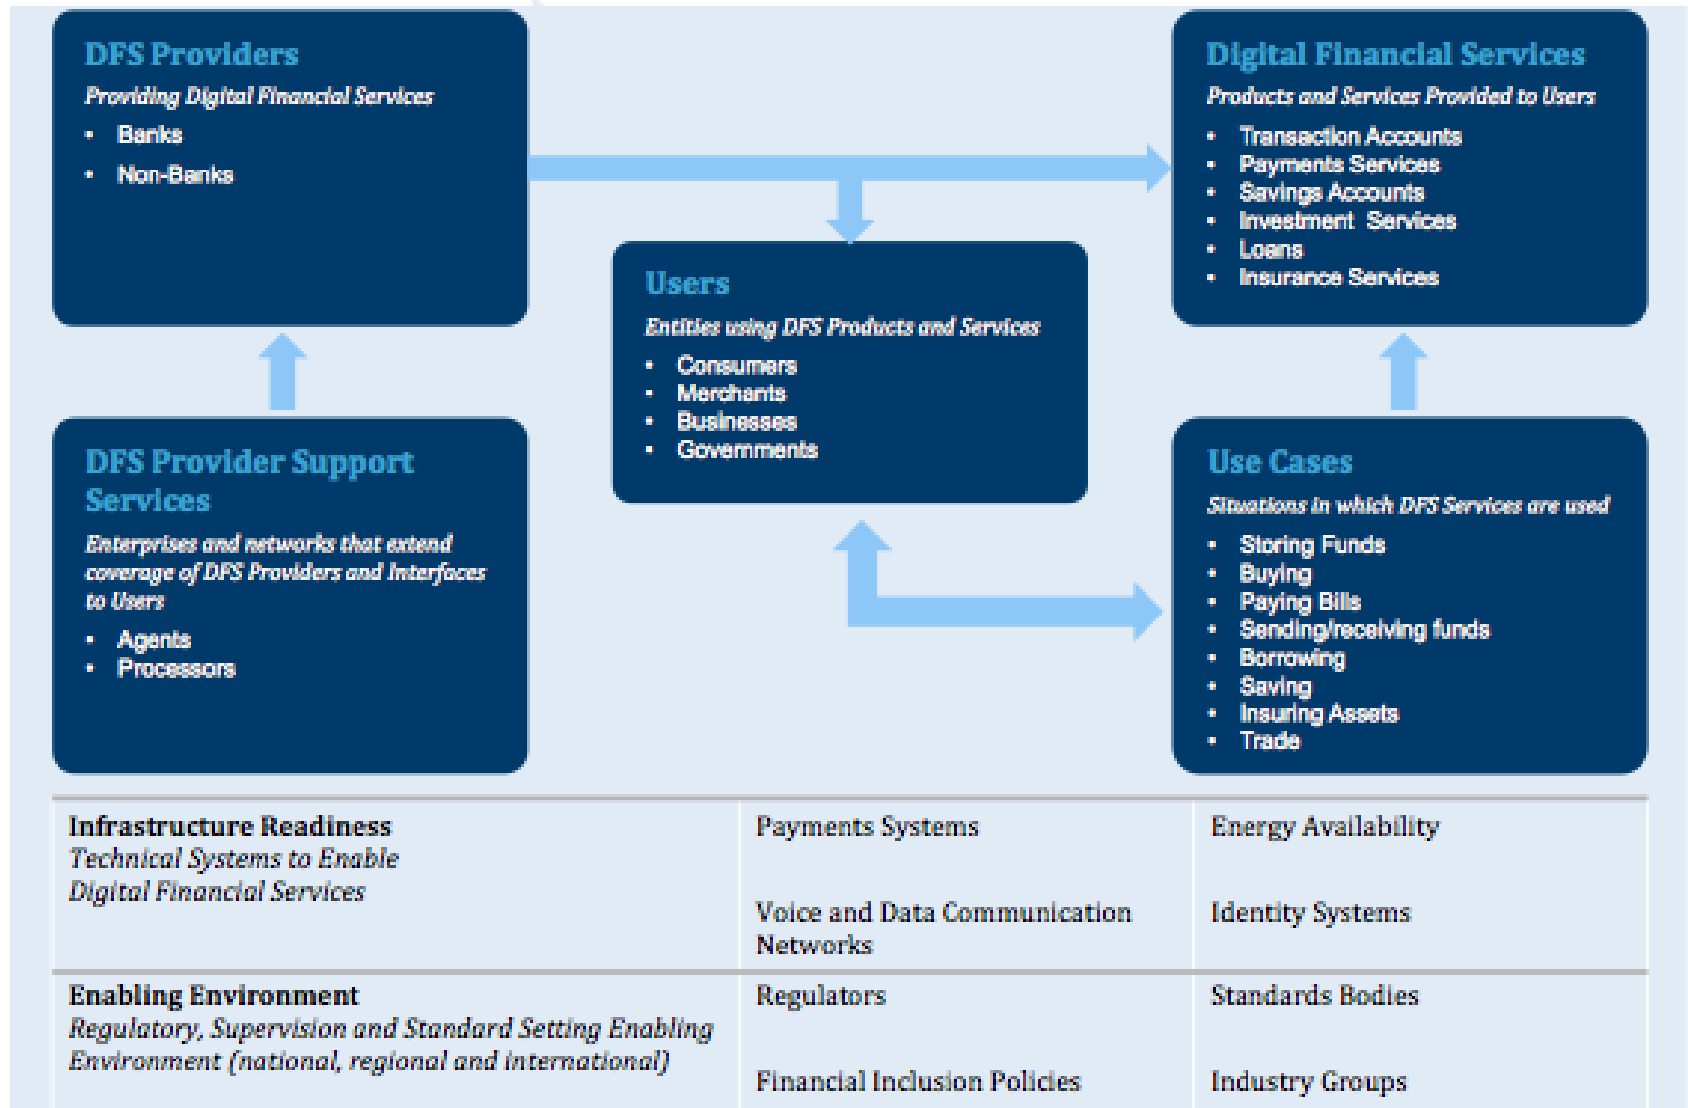 DFS Providers
Providing Digital Financial Services
• Banks
• Non-Banks
Digital Financial Services
Products and Services Provided to Users
• Transaction Accounts
• Payments Services
• Savings Accounts
• Investment Services
• Loans
• Insurance Services
Users
Entities using DFS Products and Services
• Consumers
• Merchants
• Businesses
• Governments
DFS Provider Support
Services
Enterprises and networks that extend
coverage of DFS Providers and Interfaces
to Users
• Agents
• Processors
Use Cases
Situations in which DFS Services are used
• Storing Funds
• Buying
• Paying Bills
• Sending/receiving funds
• Borrowing
• Saving
• Insuring Assets
• Trade
Infrastructure Readiness
Technical Systems to Enable
Digital Financial Services
Payments Systems
Energy Availability
Voice and Data Communication
Networks
Identity Systems
Enabling Environment
Regulatory, Supervision and Standard Setting Enabling
Environment (national, regional and international)
Regulators
Standards Bodies
Financial Inclusion Policies
Industry Groups